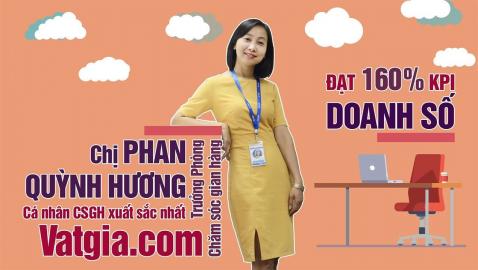 ĐẠT 160% KPI
DOANH SỐ
Chị PHAN
QUỲNH HƯƠNG
Cá nhân CSGH xuất sắc nhất
Vatgia.com
Trưởng Phòng
Chăm sóc gian hàng